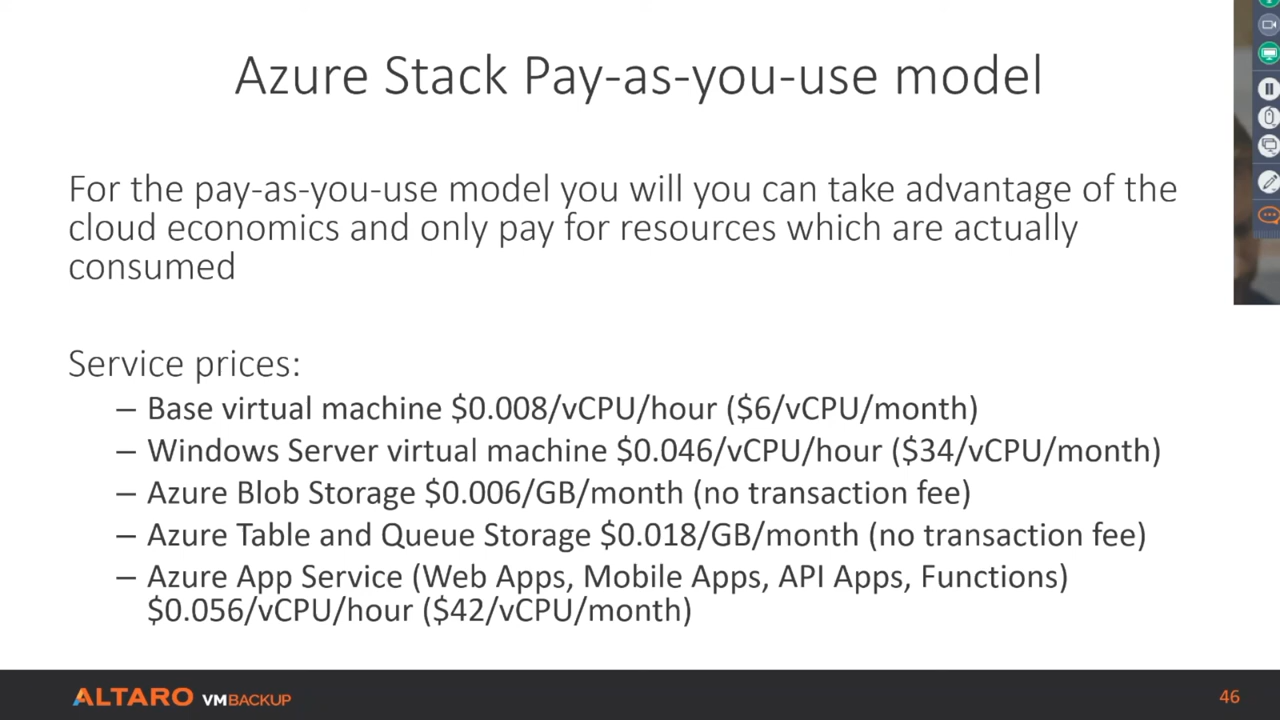 Azure Stack Pay-as-you-use model
For the pay-as-you-use model you will you can take advantage of the
cloud economics and only pay for resources which are actually
consumed
Service prices:
– Base virtual machine $0.008/vCPU/hour ($6/vCPU/month)
– Windows Server virtual machine $0.046/vCPU/hour ($34/vCPU/month)
– Azure Blob Storage $0.006/GB/month (no transaction fee)
– Azure Table and Queue Storage $0.018/GB/month (no transaction fee)
– Azure App Service (Web Apps, Mobile Apps, API Apps, Functions)
$0.056/vCPU/hour ($42/vCPU/month)
ALTARO VMBACKUP
46